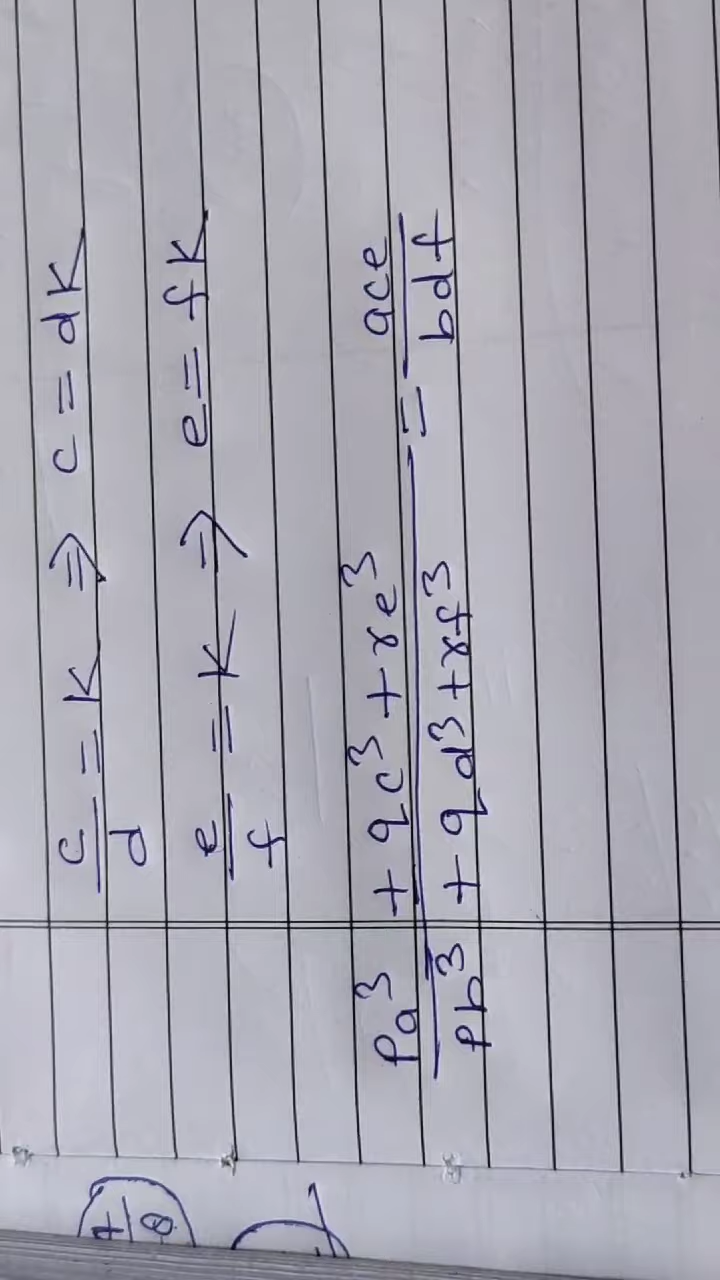 c/d = K ⇒ c = dK
e/f = K ⇒ e = fK
(pa³ + qc³ + re³)/(pb³ + qd³ + rf³) = ace/bdf